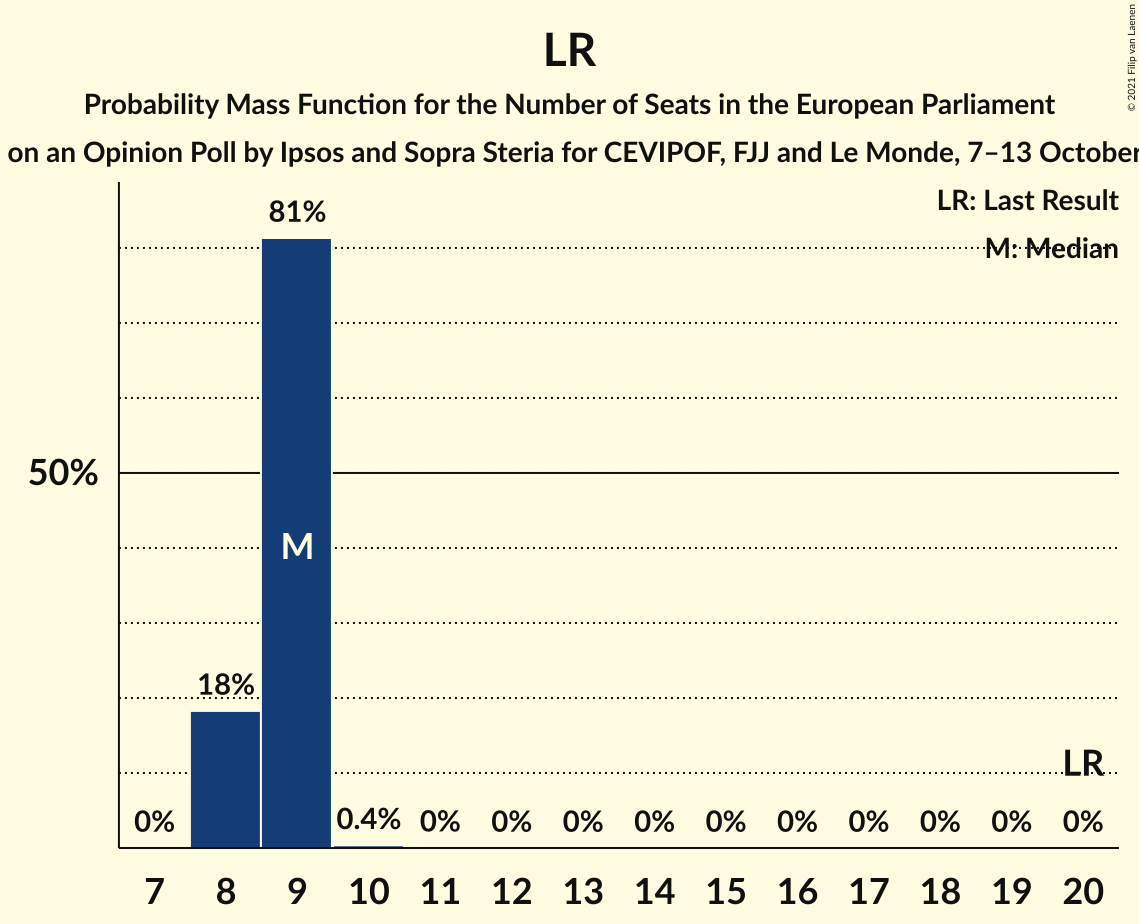 LR
Probability Mass Function for the Number of Seats in the European Parliament
on an Opinion Poll by Ipsos and Sopra Steria for CEVIPOF, FJJ and Le Monde, 7–13 October
© 2021 Filip van Laenen
LR: Last Result
M: Median
81%
50%
M
18%
LR
0% 0.4% 0% 0% 0% 0% 0% 0% 0% 0% 0% 0%
7 8 9 10 11 12 13 14 15 16 17 18 19 20